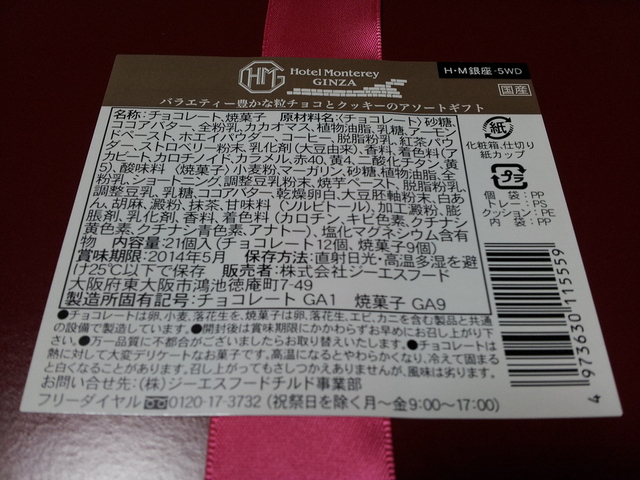 HM
Hotel Monterey
GINZA
H・M銀座・5WD
国産
バラエティー豊かな粒チョコとクッキーのアソートギフト
名称:チョコレート、焼菓子 原材料名:(チョコレート)砂糖、
ココアバター、全粉乳、カカオマス、植物油脂、乳糖、アーモン
ドペースト、ホエイパウダー、コーヒー、脱脂粉乳、紅茶パウ
ダー、ストロベリー粉末、乳化剤(大豆由来)、香料、着色料(ア
カビート、カロチノイド、カラメル、赤40、黄4、二酸化チタン、黄
5)、酸味料 (焼菓子)小麦粉、マーガリン、砂糖、植物油脂、全
粉乳、ショートニング、調整豆乳粉末、焼芋ペースト、脱脂粉乳、
調整豆乳、乳糖、ココアパウダー、乾燥卵白、大豆胚軸粉末、白あ
ん、胡麻、澱粉、抹茶、甘味料(ソルビトール)、加工澱粉、膨
脹剤、乳化剤、香料、着色料(カロチン、キビ色素、クチナシ
黄色素、クチナシ青色素、アナトー)、塩化マグネシウム含有
物 内容量:21個入(チョコレート12個、焼菓子9個)
賞味期限:2014年5月 保存方法:直射日光・高温多湿を避
け25℃以下で保存 販売者:株式会社ジーエスフード
大阪府東大阪市鴻池徳庵町7-49
製造所固有記号:チョコレート GA1 焼菓子 GA9
紙
化粧箱、仕切り
紙カップ
プラ
個袋:PP
トレー:PS
クッション:PE
内袋:PP
●チョコレートは卵、小麦、落花生を、焼菓子は卵、落花生、エビ、カニを含む製品と共通
の設備で製造しています。●開封後は賞味期限にかかわらずお早めにお召し上がり下
さい。●万一品質に不都合がございましたらお取り替えいたします。●チョコレートは
熱に対して大変デリケートなお菓子です。高温になるとやわらかくなり、冷えて固まる
と白くなることがあります。召し上がってもさしつかえありませんが、風味は劣ります。
お問い合せ先:(株)ジーエスフードチルド事業部
フリーダイヤル 0120-17-3732 (祝祭日を除く月〜金9:00〜17:00)
4 973630 115559